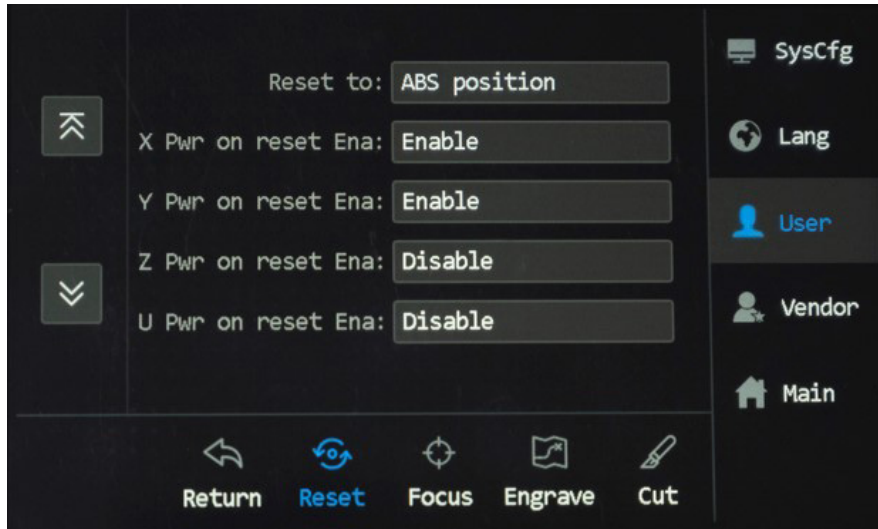 Reset to: ABS position
X Pwr on reset Ena: Enable
Y Pwr on reset Ena: Enable
Z Pwr on reset Ena: Disable
U Pwr on reset Ena: Disable
SysCfg
Lang
User
Vendor
Main
Return Reset Focus Engrave Cut